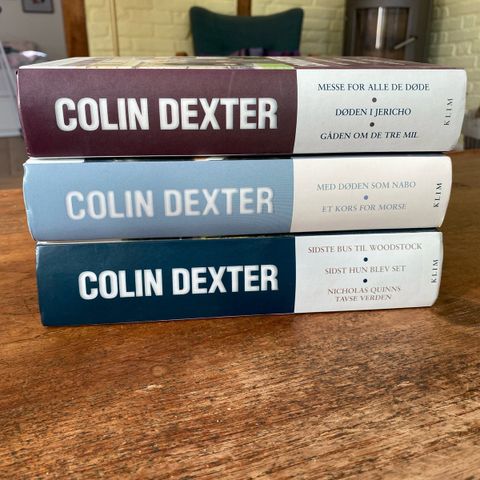 COLIN DEXTER
MESSE FOR ALLE DE DØDE
DØDEN I JERICHO
GÅDEN OM DE TRE MIL
KLIM
COLIN DEXTER
MED DØDEN SOM NABO
ET KORS FOR MORSE
KLIM
COLIN DEXTER
SIDSTE BUS TIL WOODSTOCK
SIDST HUN BLEV SET
NICHOLAS QUINNS
TAVSE VERDEN
KLIM